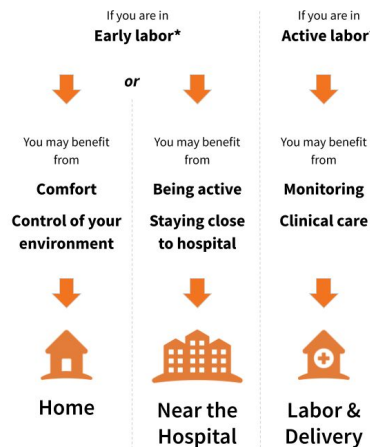 If you are in
Early labor*
or
You may benefit
from
Comfort
Control of your
environment
Home
You may benefit
from
Being active
Staying close
to hospital
Near the
Hospital
If you are in
Active labor*
You may benefit
from
Monitoring
Clinical care
Labor &
Delivery